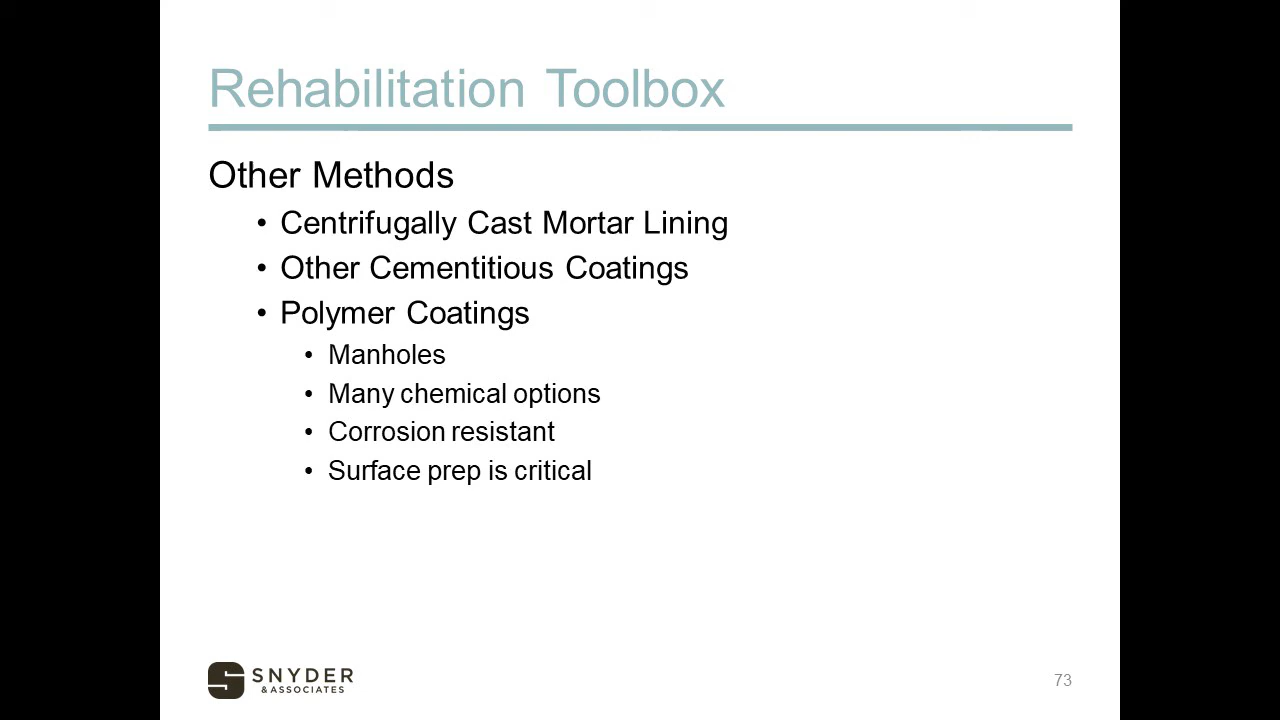 Rehabilitation Toolbox
Other Methods
• Centrifugally Cast Mortar Lining
• Other Cementitious Coatings
• Polymer Coatings
• Manholes
• Many chemical options
• Corrosion resistant
• Surface prep is critical
SNYDER
& ASSOCIATES
73